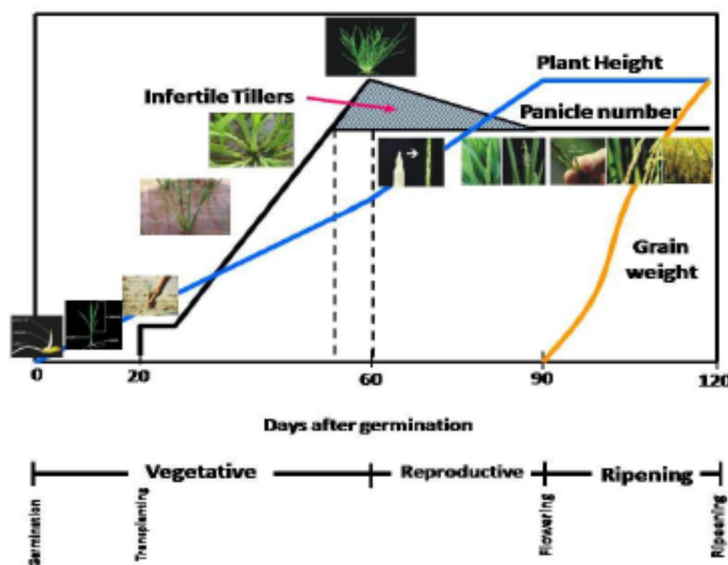 Plant Height
Infertile Tillers
Panicle number
Grain
weight
0 20 60 90 120
Days after germination
Vegetative Reproductive Ripening
Germination
Transplanting
Flowering
Ripening